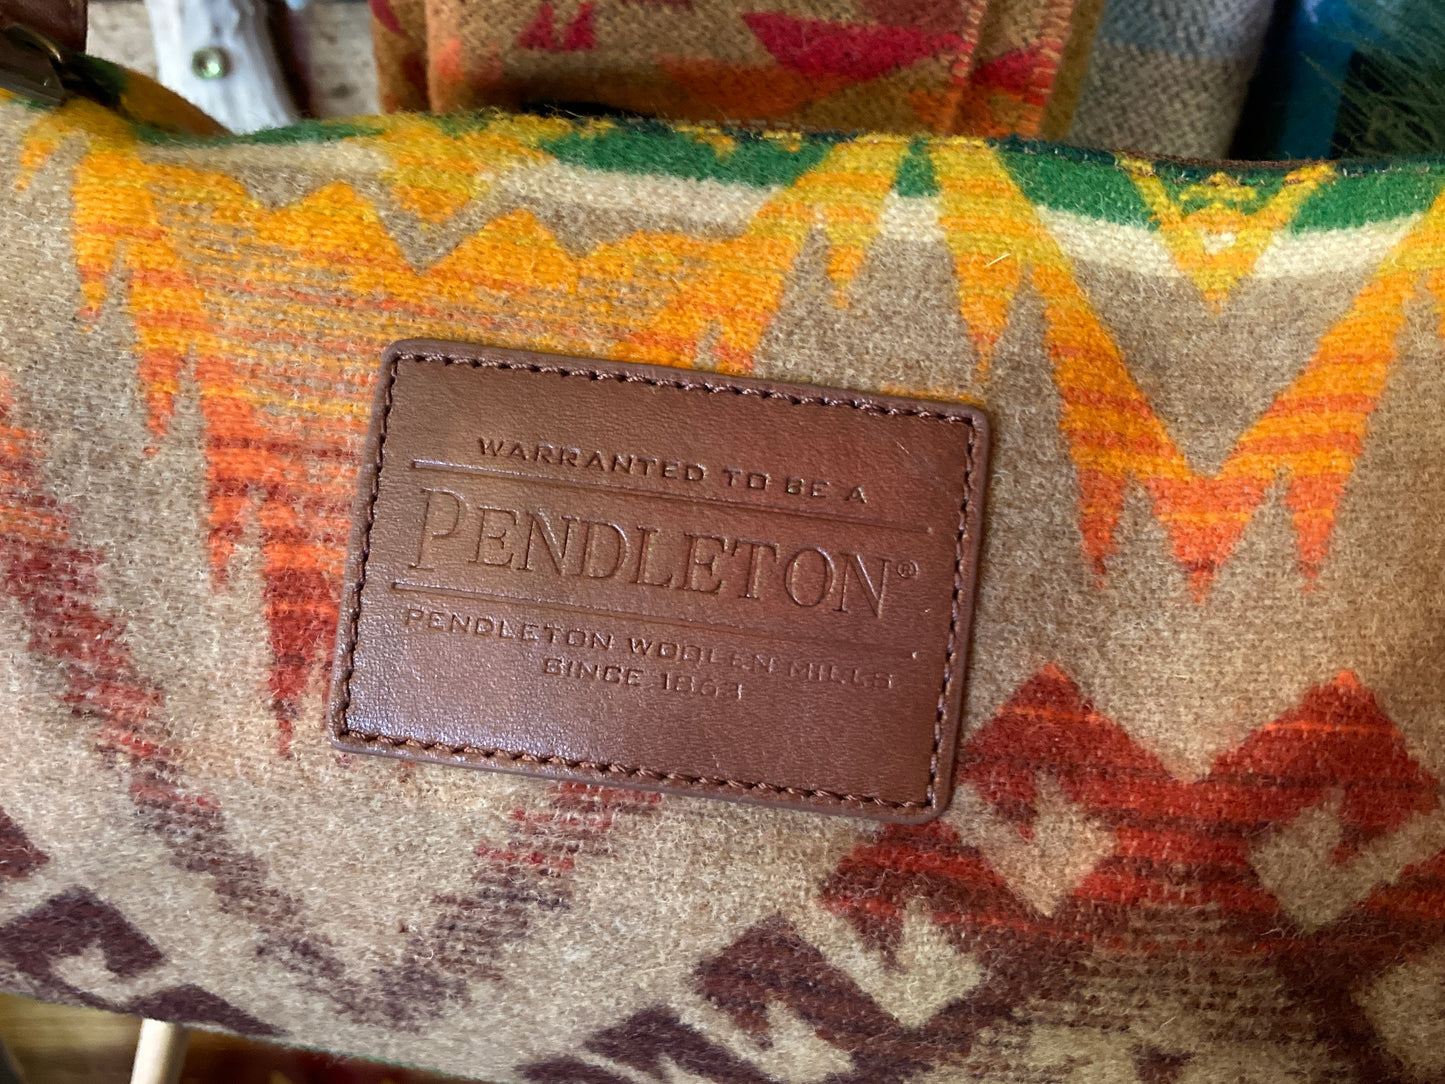 WARRANTED TO BE A
PENDLETON®
PENDLETON WOOLEN MILLS
SINCE 1863